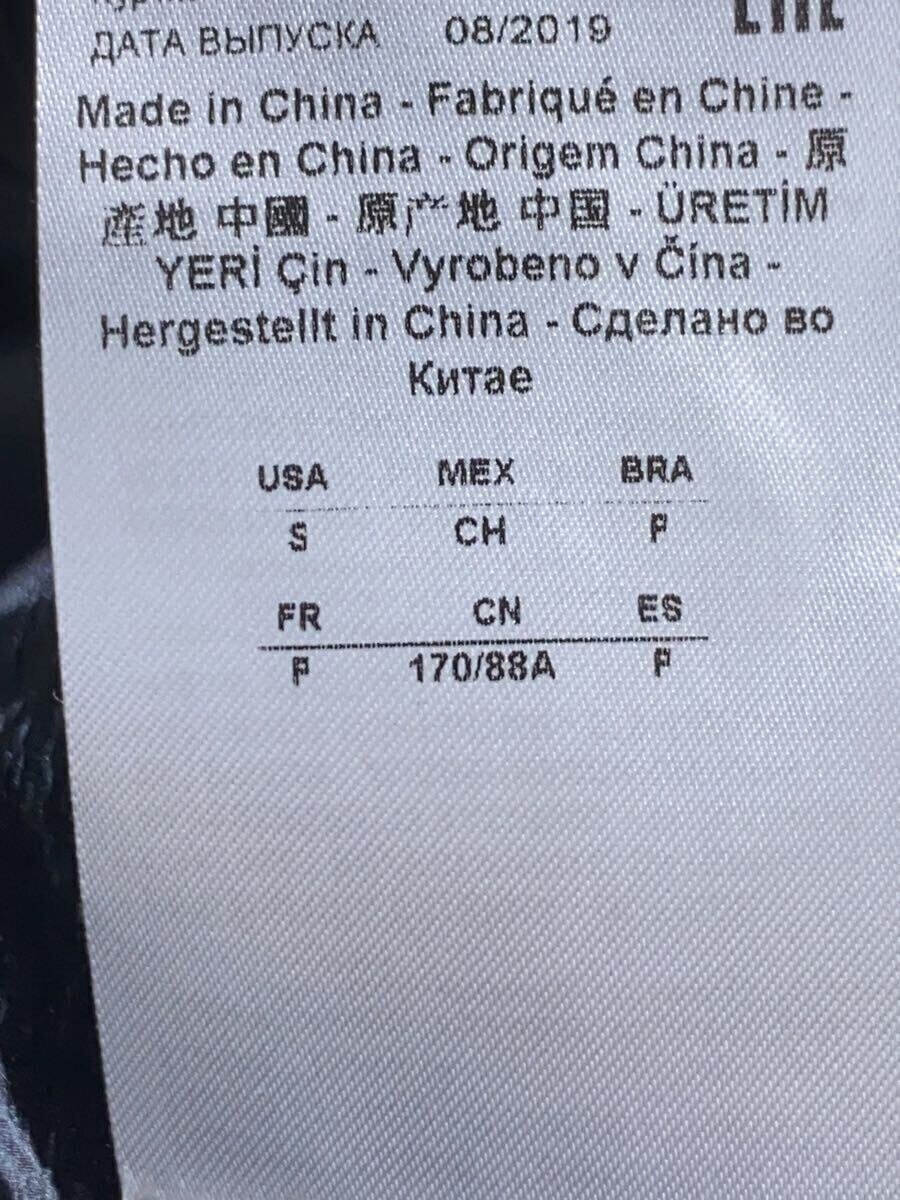 ДАТА ВЫПУСКА 08/2019
Made in China - Fabriqué en Chine -
Hecho en China - Origem China - 原
產地 中國 - 原产地 中国 - ÜRETİM
YERİ Çin - Vyrobeno v Čína -
Hergestellt in China - Сделано во
Китае
USA MEX BRA
S CH P
FR CN ES
P 170/88A P